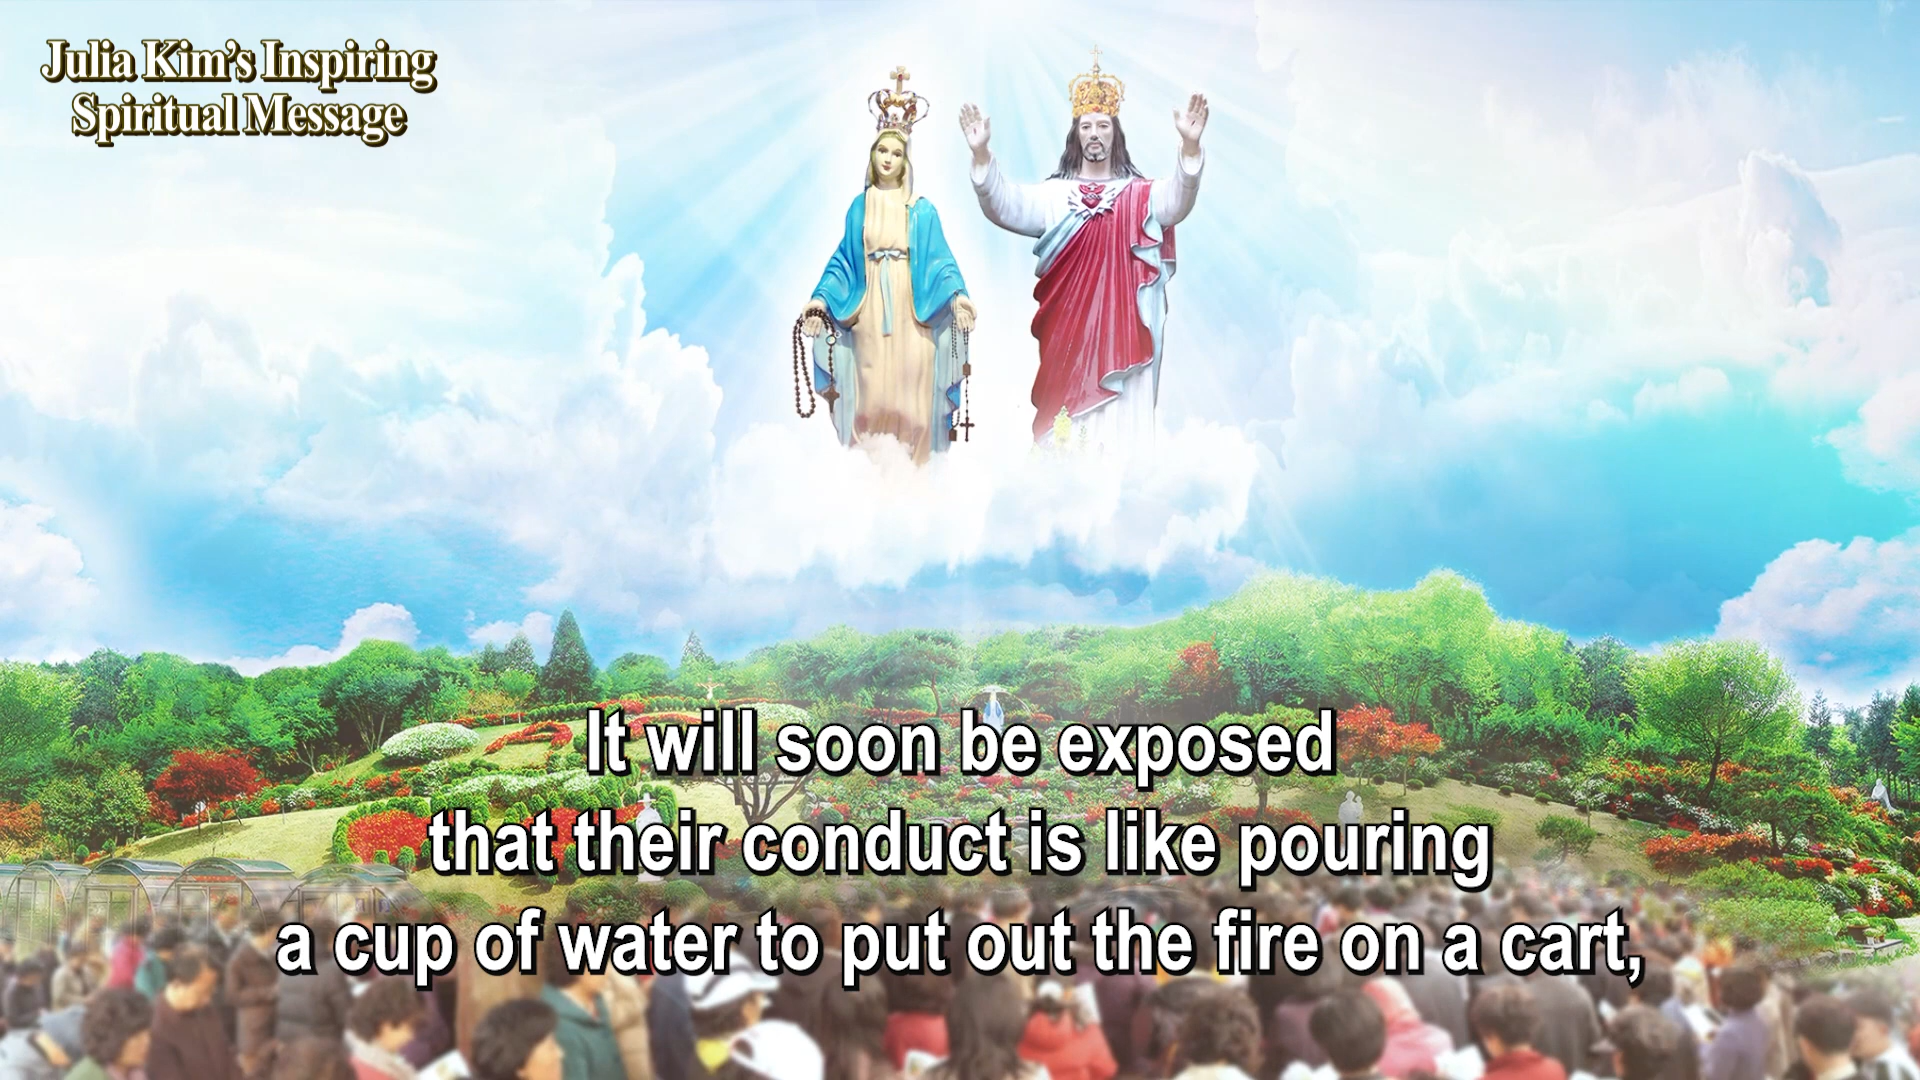 Julia Kim's Inspiring
Spiritual Message
It will soon be exposed
that their conduct is like pouring
a cup of water to put out the fire on a cart,